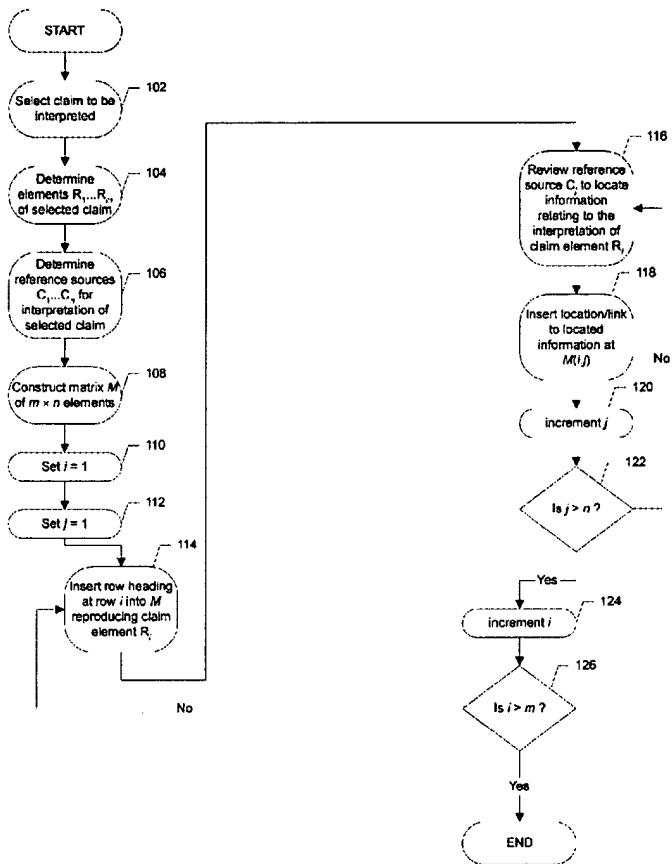 START
102
Select claim to be
interpreted
104
Determine
elements R₁...Rₘ
of selected claim
106
Determine
reference sources
C₁...Cₙ for
interpretation of
selected claim
108
Construct matrix M
of m × n elements
110
Set i = 1
112
Set j = 1
114
Insert row heading
at row i into M
reproducing claim
element Rᵢ
No
116
Review reference
source Cⱼ to locate
information
relating to the
interpretation of
claim element Rᵢ
118
Insert location/link
to located
information at
M(i,j)
No
120
increment j
122
Is j > n ?
Yes
124
increment i
126
Is i > m ?
Yes
END